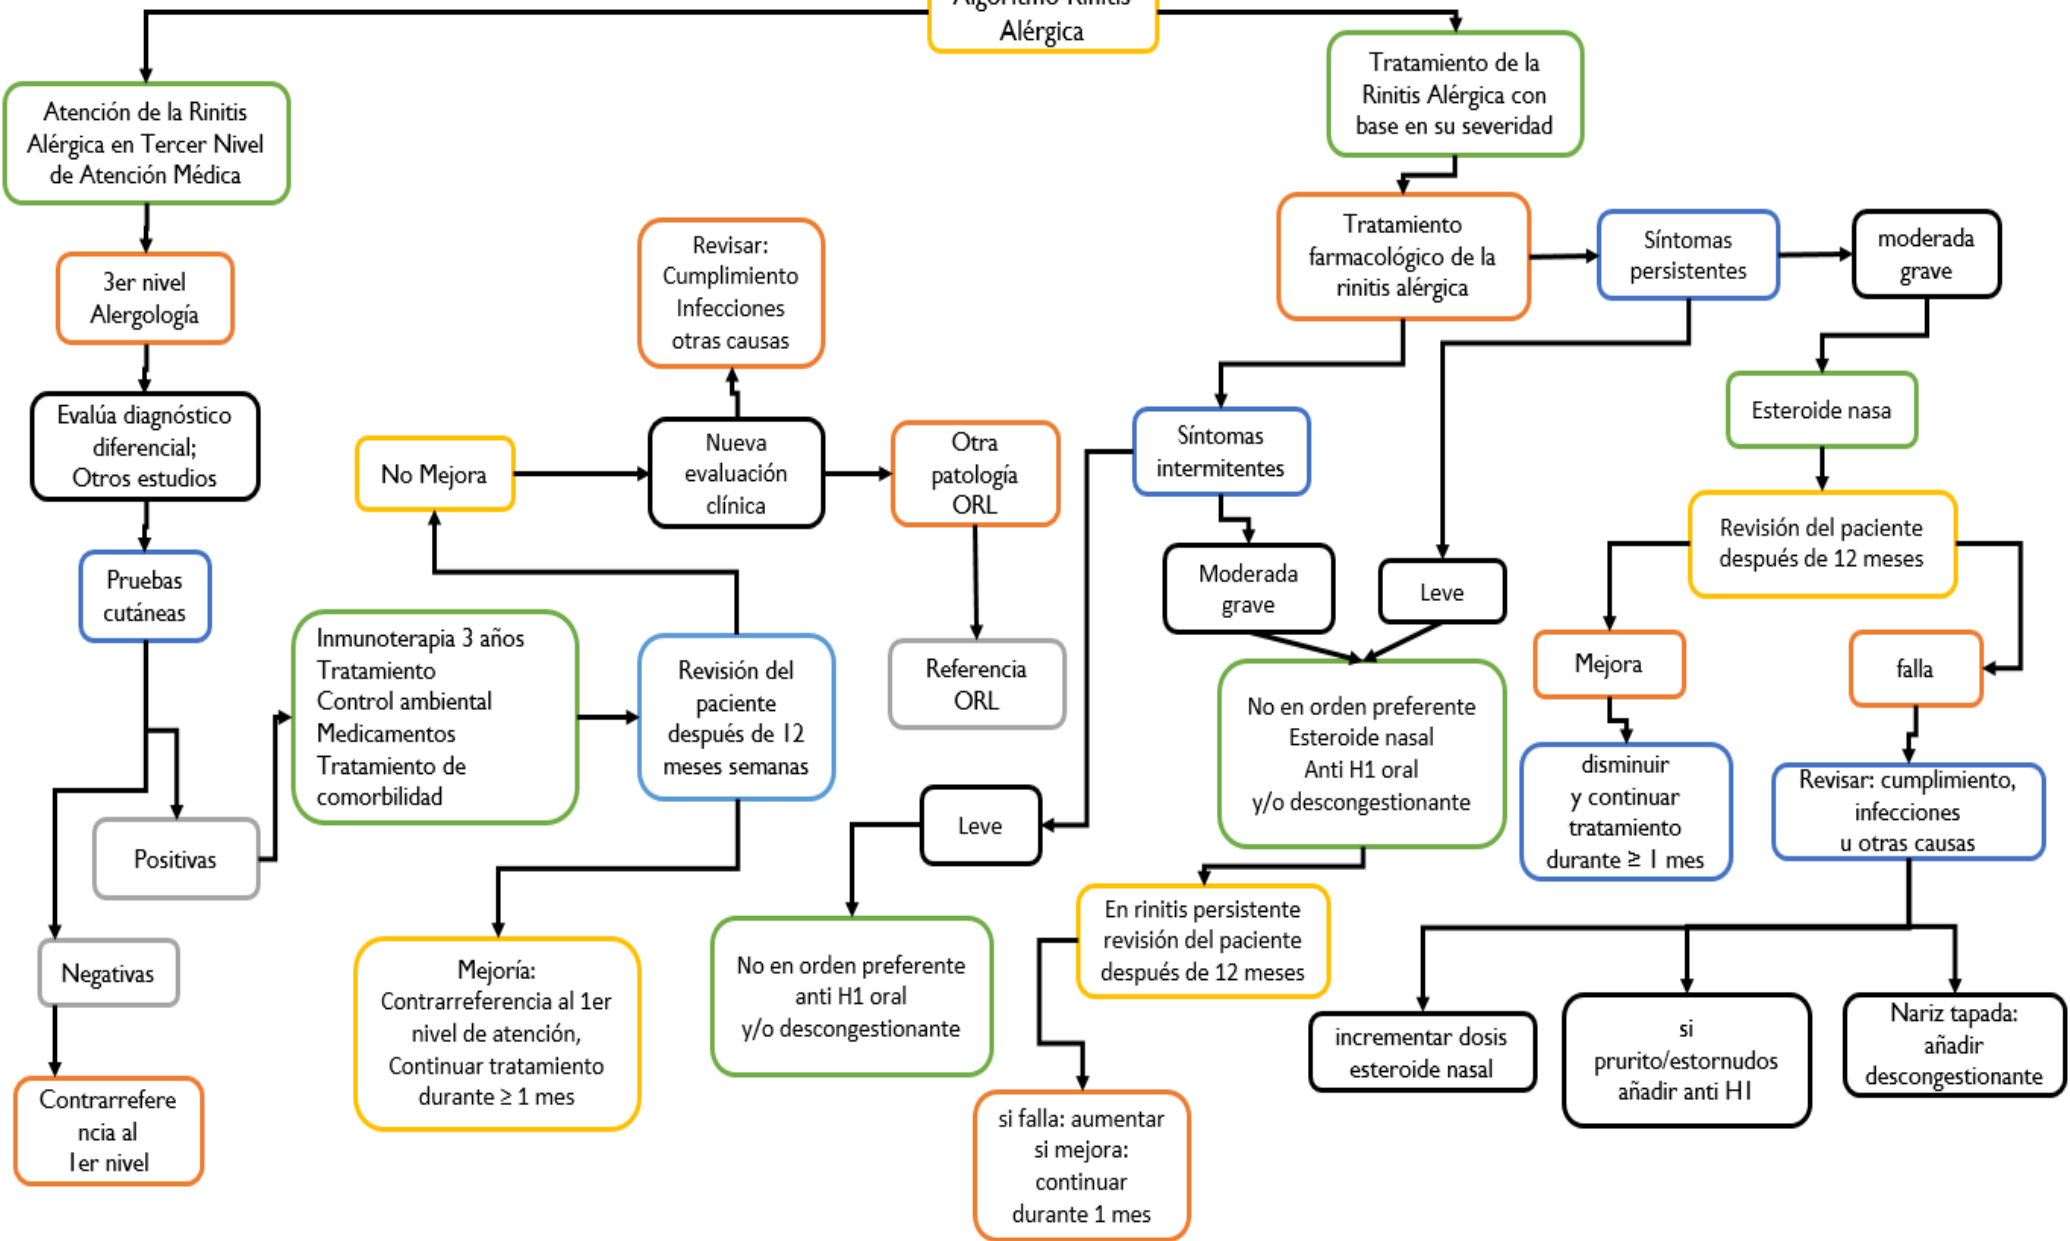 Algoritmo Rinitis
Alérgica
Atención de la Rinitis
Alérgica en Tercer Nivel
de Atención Médica
3er nivel
Alergología
Evalúa diagnóstico
diferencial;
Otros estudios
Pruebas
cutáneas
Positivas
Negativas
Contrarrefere
ncia al
1er nivel
Inmunoterapia 3 años
Tratamiento
Control ambiental
Medicamentos
Tratamiento de
comorbilidad
Revisión del
paciente
después de 12
meses semanas
No Mejora
Nueva
evaluación
clínica
Revisar:
Cumplimiento
Infecciones
otras causas
Otra
patología
ORL
Referencia
ORL
Mejoría:
Contrarreferencia al 1er
nivel de atención,
Continuar tratamiento
durante ≥ 1 mes
Tratamiento de la
Rinitis Alérgica con
base en su severidad
Tratamiento
farmacológico de la
rinitis alérgica
Síntomas
persistentes
moderada
grave
Síntomas
intermitentes
Moderada
grave
Leve
Leve
No en orden preferente
anti H1 oral
y/o descongestionante
No en orden preferente
Esteroide nasal
Anti H1 oral
y/o descongestionante
En rinitis persistente
revisión del paciente
después de 12 meses
si falla: aumentar
si mejora:
continuar
durante 1 mes
Esteroide nasa
Revisión del paciente
después de 12 meses
Mejora
disminuir
y continuar
tratamiento
durante ≥ 1 mes
falla
Revisar: cumplimiento,
infecciones
u otras causas
incrementar dosis
esteroide nasal
si
prurito/estornudos
añadir anti H1
Nariz tapada:
añadir
descongestionante